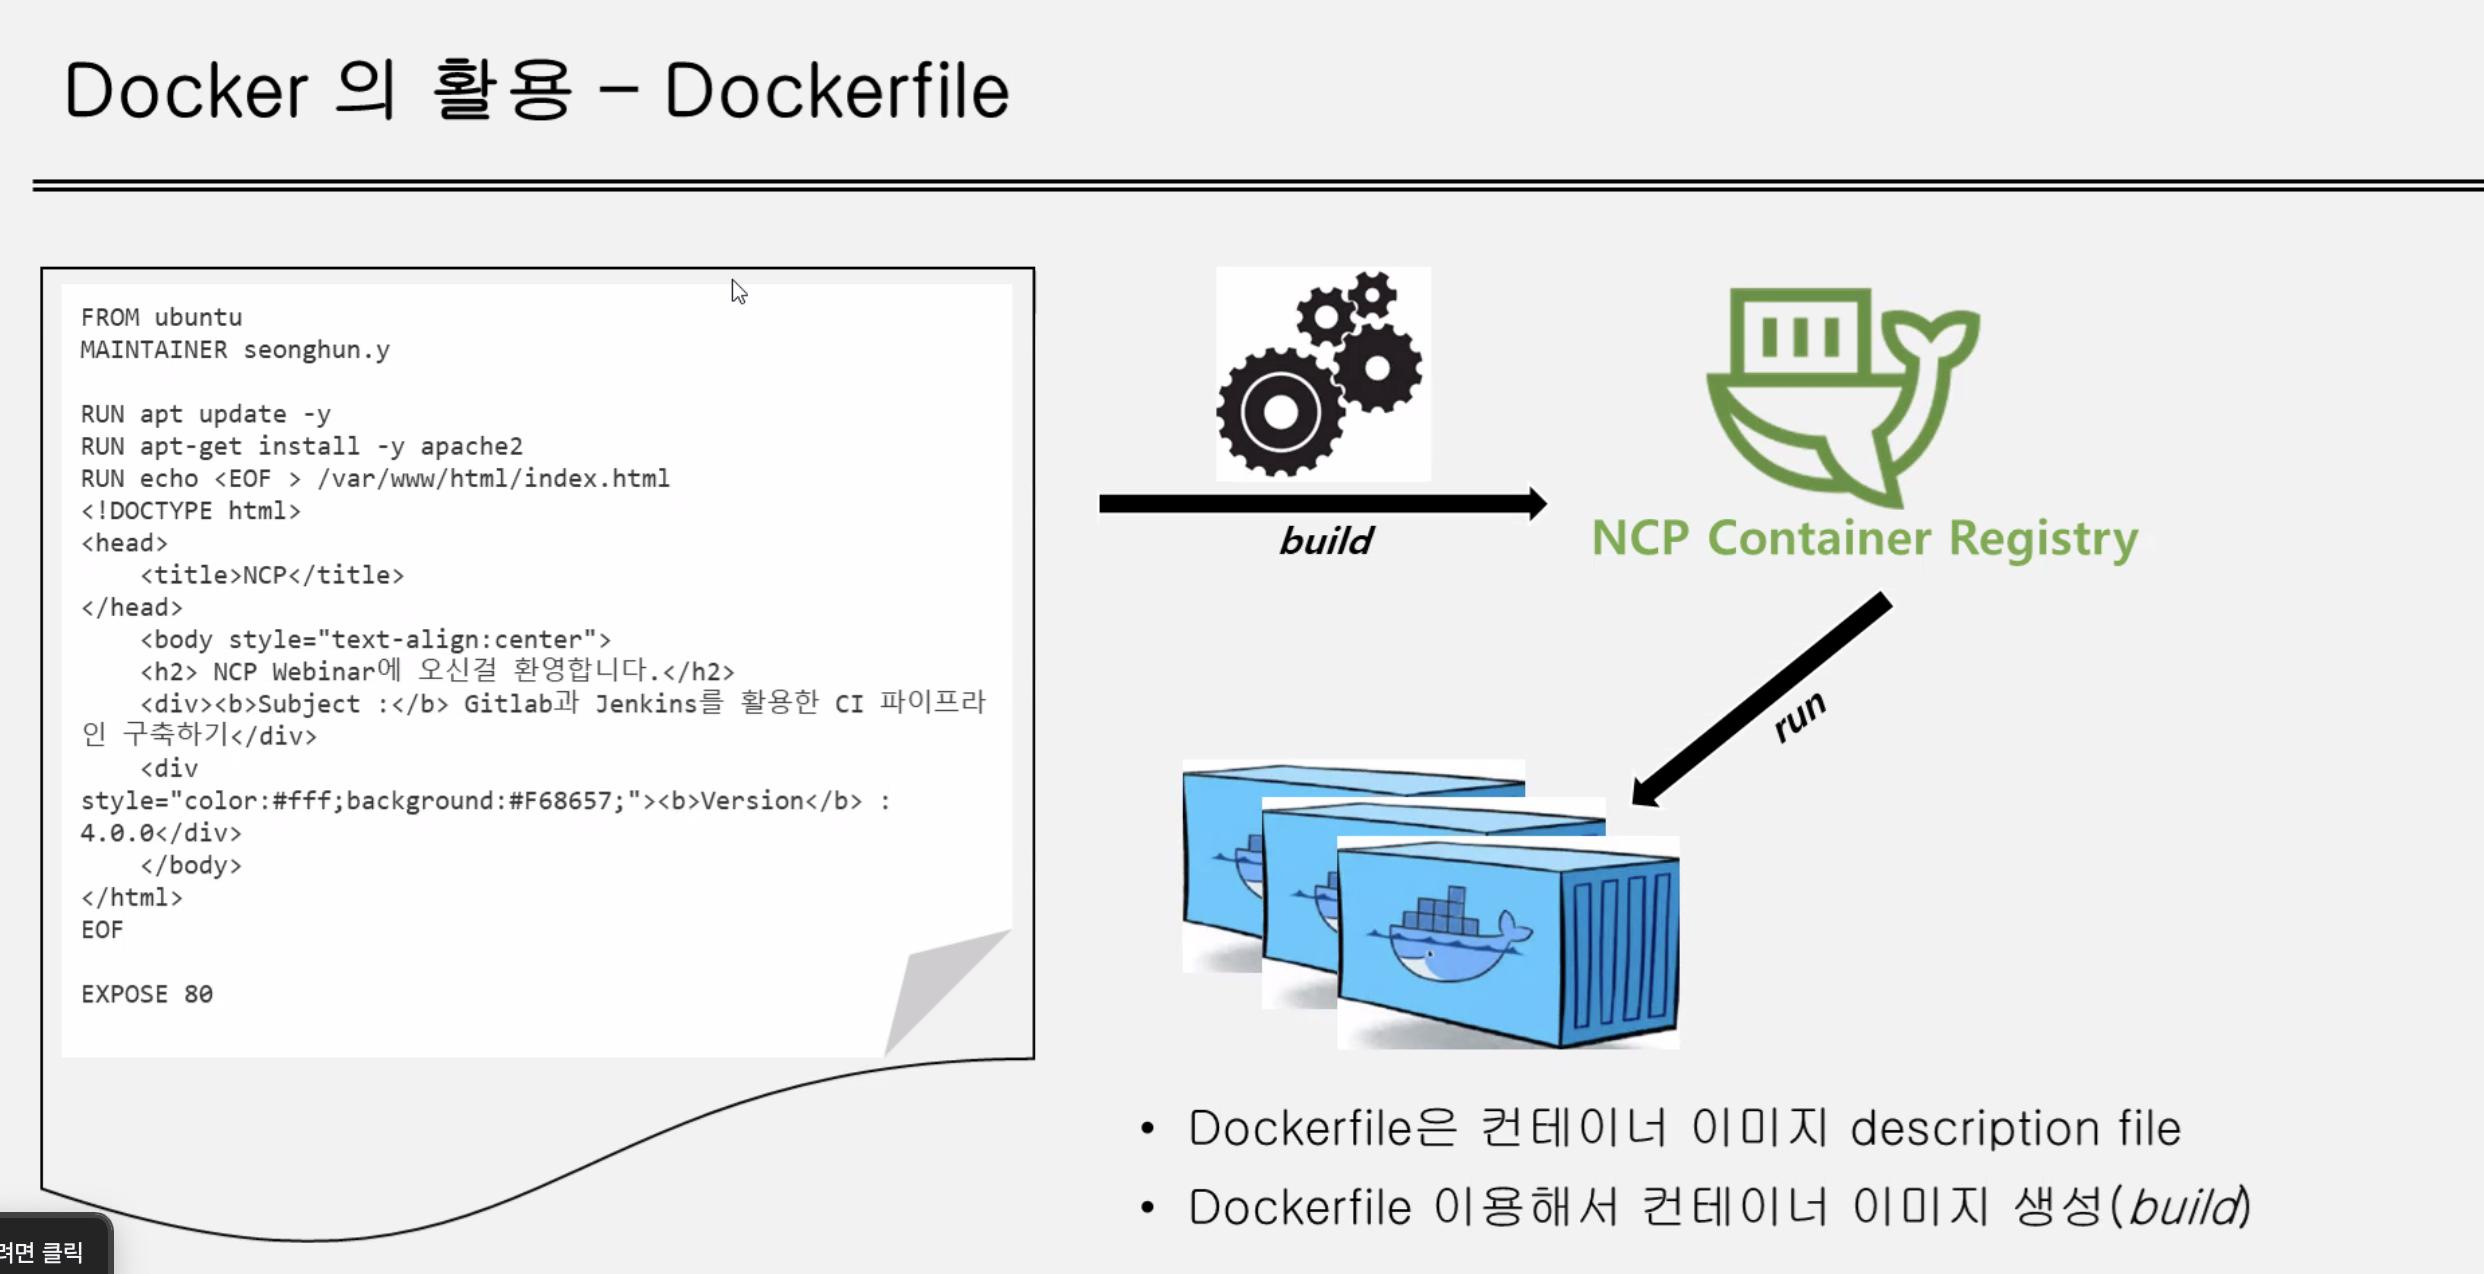 Docker 의 활용 – Dockerfile
FROM ubuntu
MAINTAINER seonghun.y
RUN apt update -y
RUN apt-get install -y apache2
RUN echo <EOF > /var/www/html/index.html
<!DOCTYPE html>
<head>
    <title>NCP</title>
</head>
    <body style="text-align:center">
    <h2> NCP Webinar에 오신걸 환영합니다.</h2>
    <div><b>Subject :</b> Gitlab과 Jenkins를 활용한 CI 파이프라
인 구축하기</div>
    <div
style="color:#fff;background:#F68657;"><b>Version</b> :
4.0.0</div>
    </body>
</html>
EOF
EXPOSE 80
build
NCP Container Registry
run
• Dockerfile은 컨테이너 이미지 description file
• Dockerfile 이용해서 컨테이너 이미지 생성(build)
려면 클릭